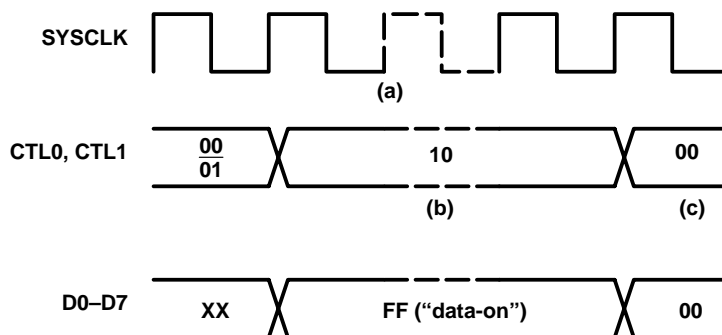 SYSCLK
(a)
CTL0, CTL1
00
01
10
00
(b)
(c)
D0–D7
XX
FF (“data-on”)
00